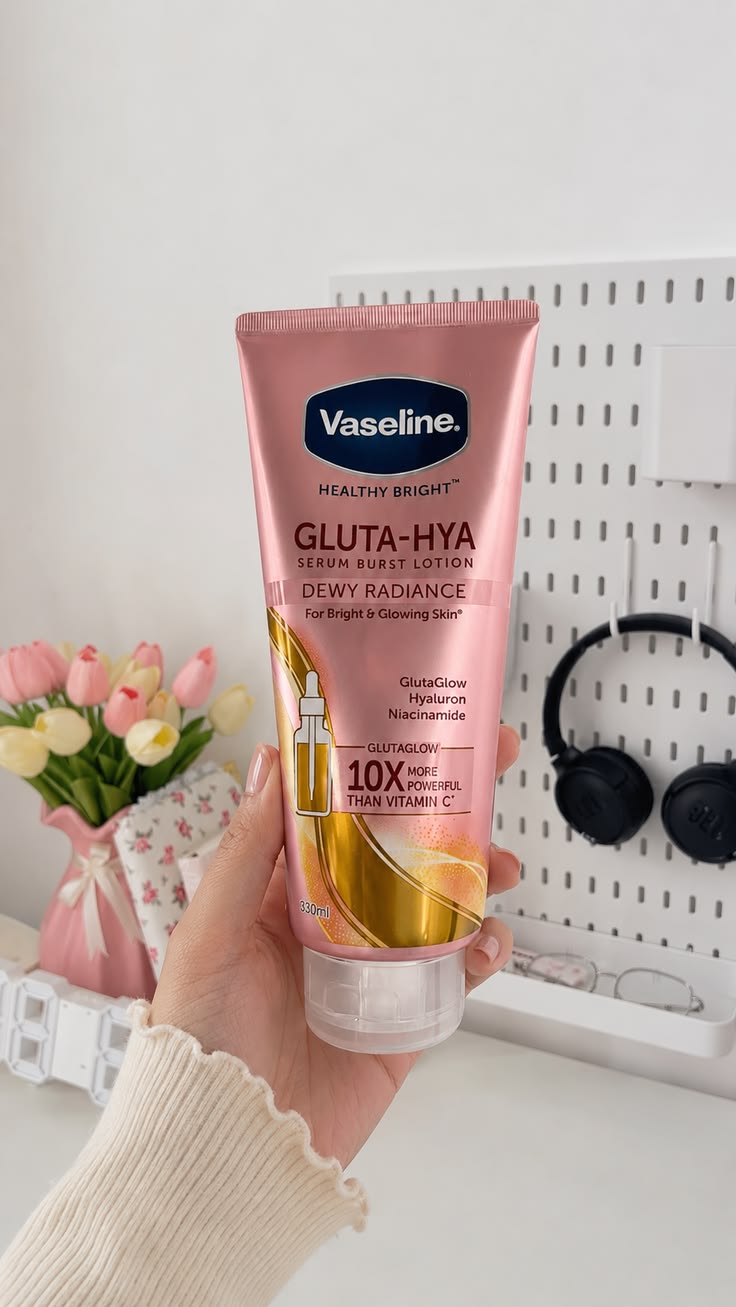 Vaseline®
HEALTHY BRIGHT™
GLUTA-HYA
SERUM BURST LOTION
DEWY RADIANCE
For Bright & Glowing Skin®
GlutaGlow
Hyaluron
Niacinamide
GLUTAGLOW
10X MORE
POWERFUL
THAN VITAMIN C*
330ml
JBL